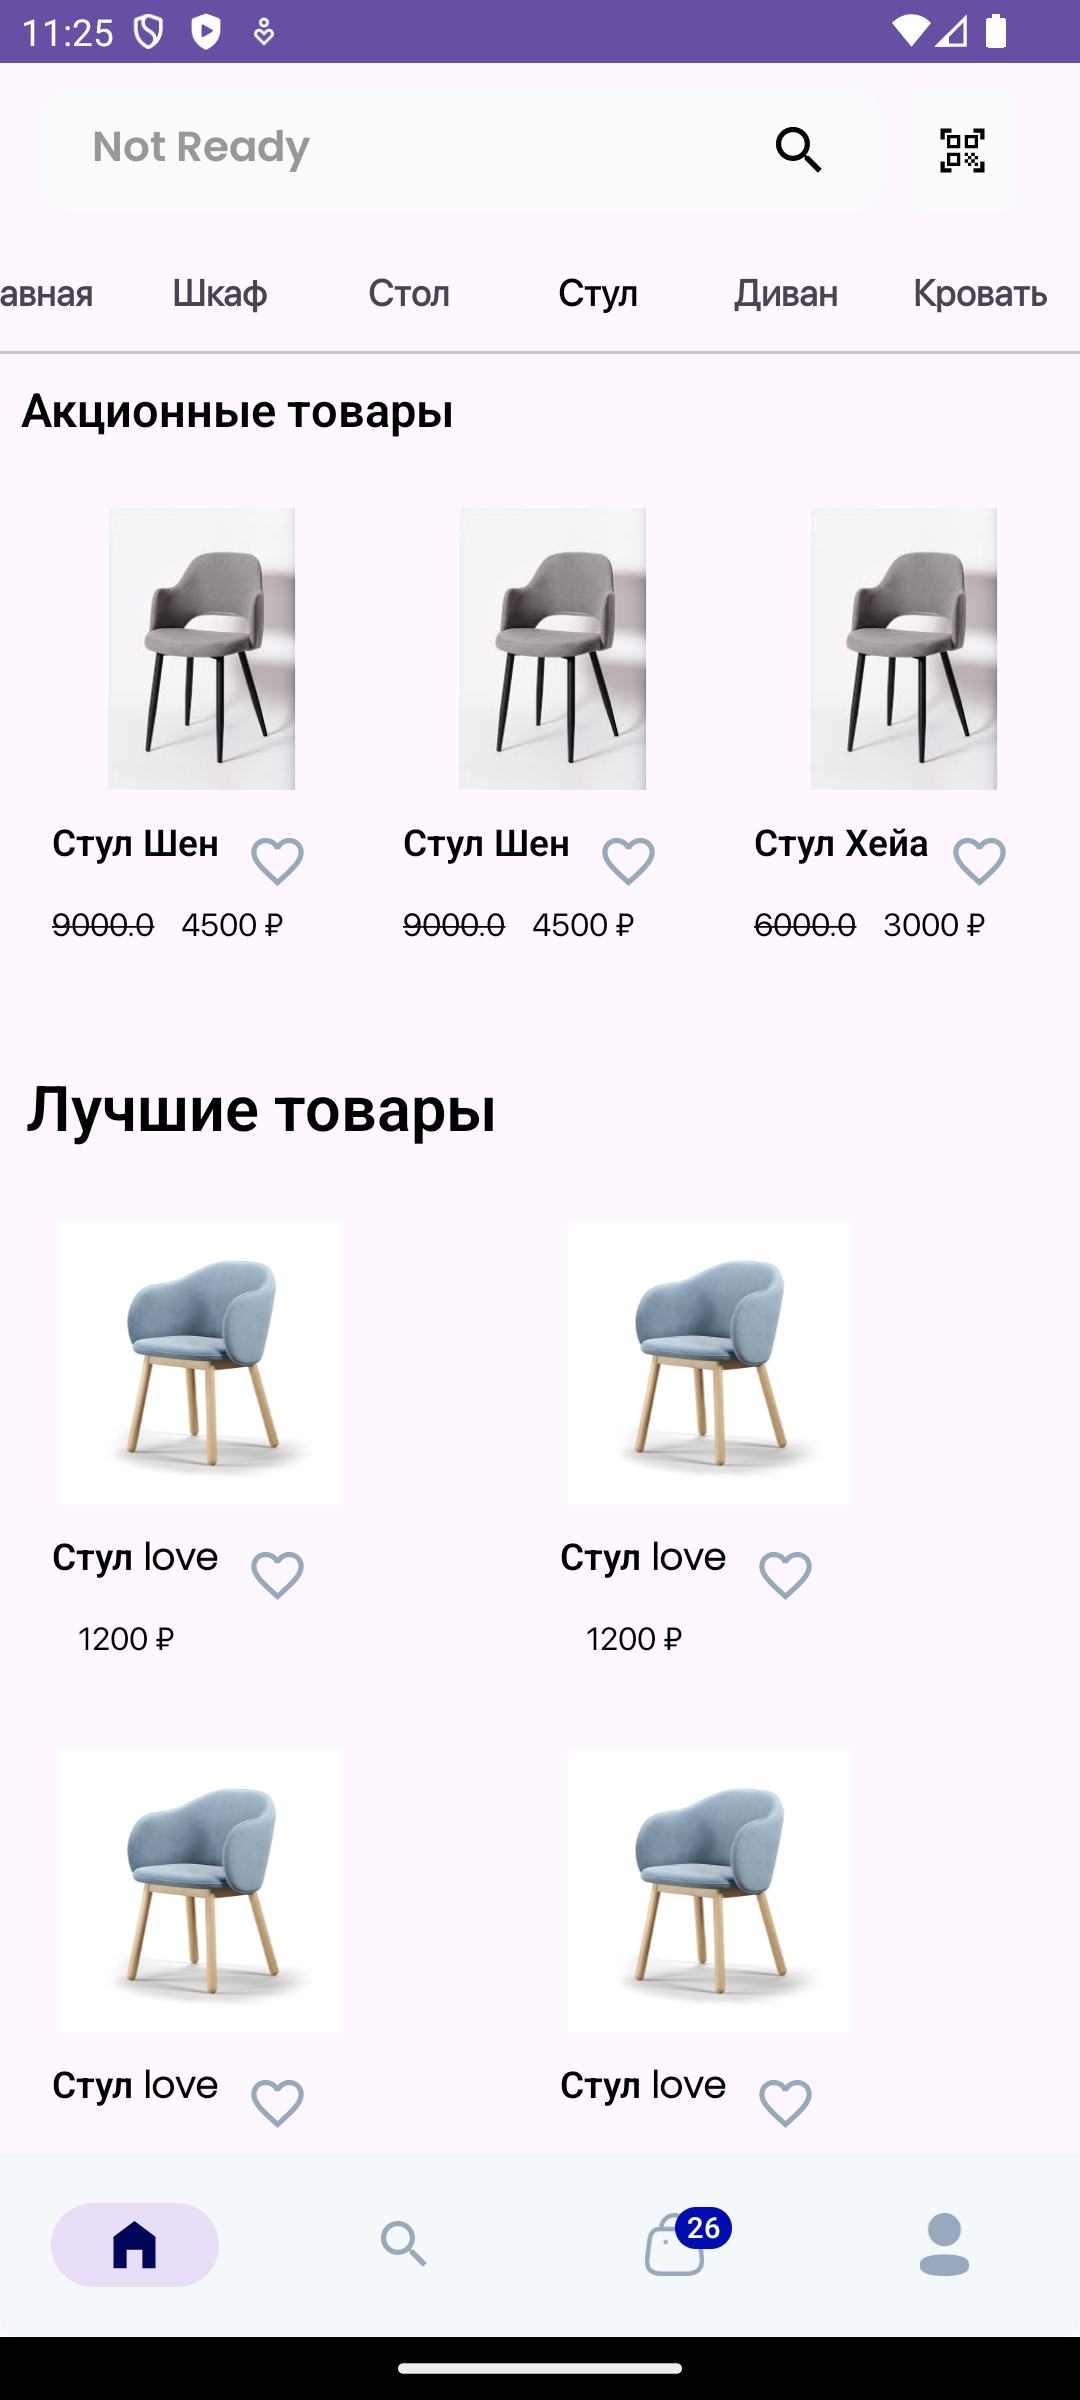 11:25
Not Ready
авная Шкаф Стол Стул Диван Кровать
Акционные товары
Стул Шен Стул Шен Стул Хейа
9000.0 4500 ₽ 9000.0 4500 ₽ 6000.0 3000 ₽
Лучшие товары
Стул love Стул love
1200 ₽ 1200 ₽
Стул love Стул love
26